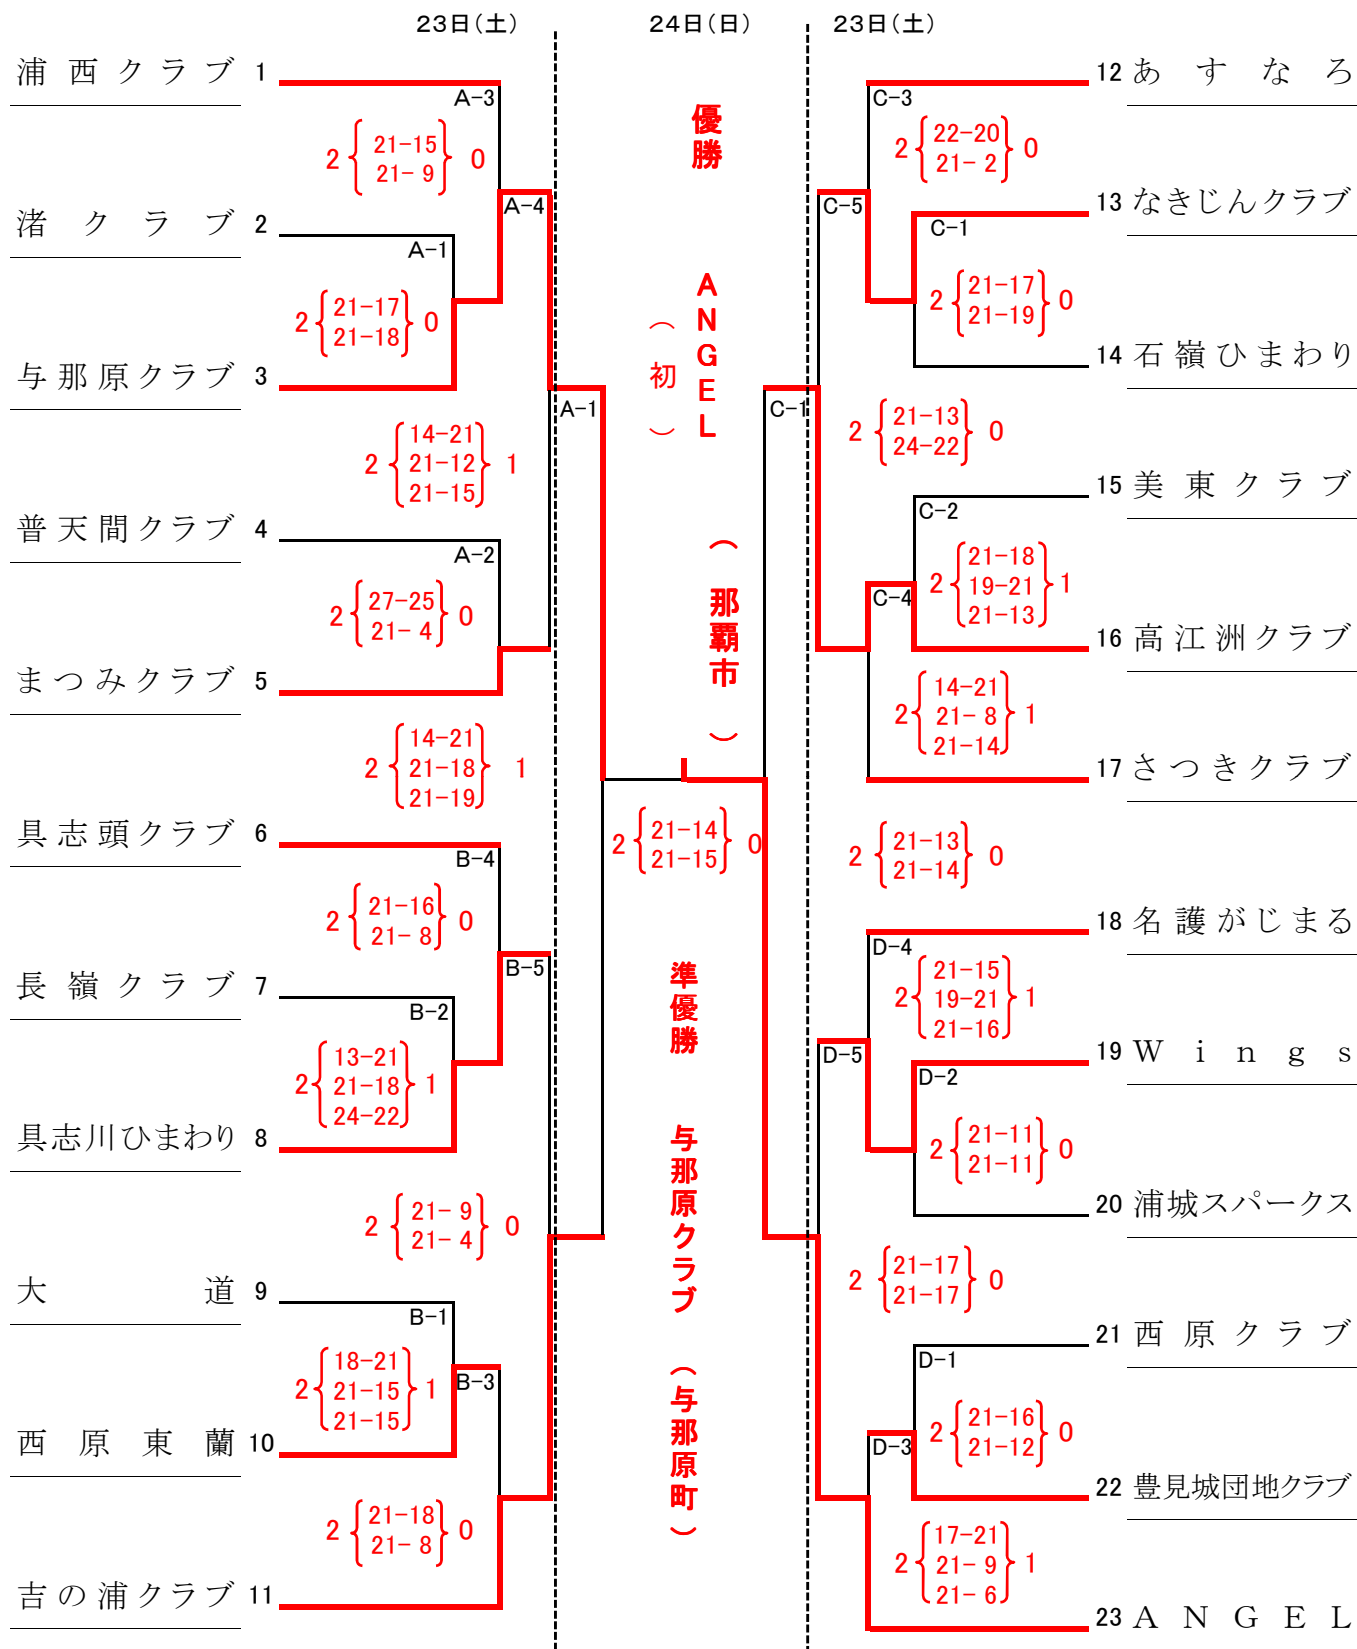 23日（土）
24日（日）
23日（土）
浦西クラブ 1
A-3
2 21-15 0
21- 9
渚クラブ 2
A-4
A-1
2 21-17 0
21-18
与那原クラブ 3
A-1
14-21
2 21-12 1
21-15
普天間クラブ 4
A-2
2 27-25 0
21- 4
まつみクラブ 5
14-21
2 21-18 1
21-19
具志頭クラブ 6
B-4
2 21-16 0
21- 8
長嶺クラブ 7
B-5
B-2
13-21
2 21-18 1
24-22
具志川ひまわり 8
2 21- 9 0
21- 4
大道 9
B-1
18-21
2 21-15 1
21-15
B-3
西原東蘭 10
2 21-18 0
21- 8
吉の浦クラブ 11
優勝
ANGEL
（初）
（那覇市）
2 21-14 0
21-15
準優勝 与那原クラブ （与那原町）
12 あすなろ
C-3
2 22-20 0
21- 2
C-5
13 なきじんクラブ
C-1
2 21-17 0
21-19
14 石嶺ひまわり
C-1
2 21-13 0
24-22
15 美東クラブ
C-2
21-18
2 19-21 1
21-13
C-4
16 高江洲クラブ
14-21
2 21- 8 1
21-14
17 さつきクラブ
2 21-13 0
21-14
18 名護がじまる
D-4
21-15
2 19-21 1
21-16
D-5
19 Wings
D-2
2 21-11 0
21-11
20 浦城スパークス
2 21-17 0
21-17
21 西原クラブ
D-1
2 21-16 0
21-12
D-3
22 豊見城団地クラブ
17-21
2 21- 9 1
21- 6
23 ANGEL